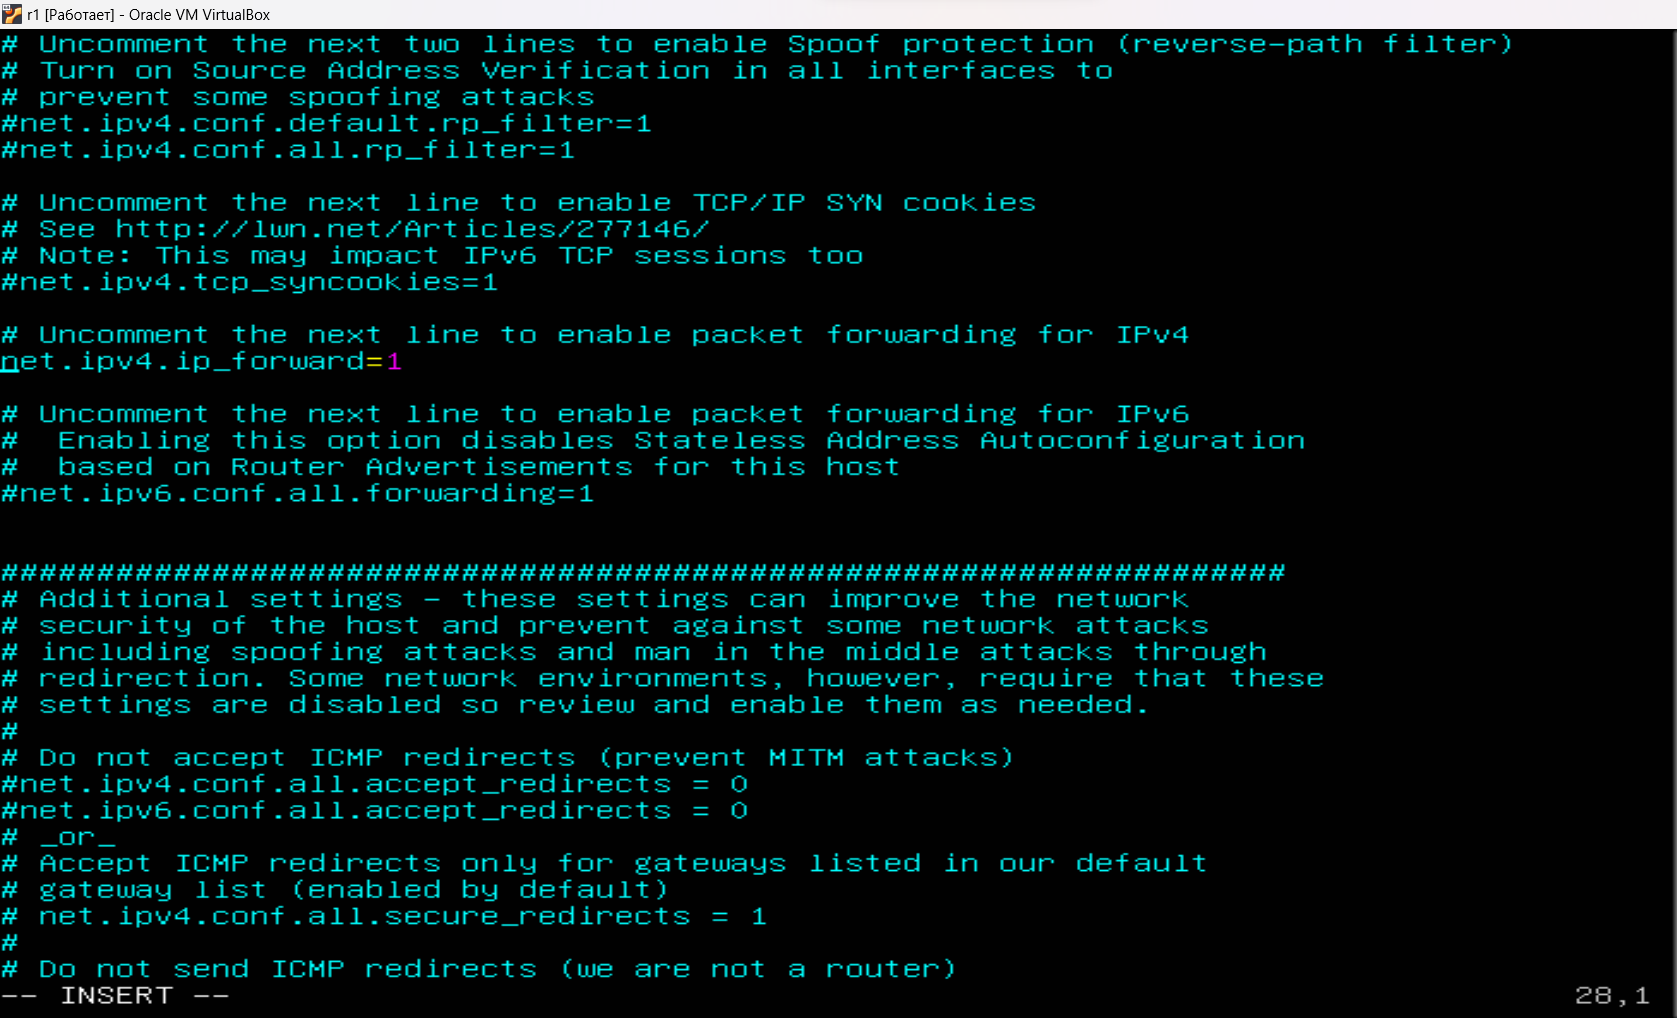 r1 [Работает] - Oracle VM VirtualBox
# Uncomment the next two lines to enable Spoof protection (reverse-path filter)
# Turn on Source Address Verification in all interfaces to
# prevent some spoofing attacks
#net.ipv4.conf.default.rp_filter=1
#net.ipv4.conf.all.rp_filter=1
# Uncomment the next line to enable TCP/IP SYN cookies
# See http://lwn.net/Articles/277146/
# Note: This may impact IPv6 TCP sessions too
#net.ipv4.tcp_syncookies=1
# Uncomment the next line to enable packet forwarding for IPv4
net.ipv4.ip_forward=1
# Uncomment the next line to enable packet forwarding for IPv6
#  Enabling this option disables Stateless Address Autoconfiguration
#  based on Router Advertisements for this host
#net.ipv6.conf.all.forwarding=1
###################################################################
# Additional settings - these settings can improve the network
# security of the host and prevent against some network attacks
# including spoofing attacks and man in the middle attacks through
# redirection. Some network environments, however, require that these
# settings are disabled so review and enable them as needed.
#
# Do not accept ICMP redirects (prevent MITM attacks)
#net.ipv4.conf.all.accept_redirects = 0
#net.ipv6.conf.all.accept_redirects = 0
# _or_
# Accept ICMP redirects only for gateways listed in our default
# gateway list (enabled by default)
# net.ipv4.conf.all.secure_redirects = 1
#
# Do not send ICMP redirects (we are not a router)
-- INSERT --
28,1